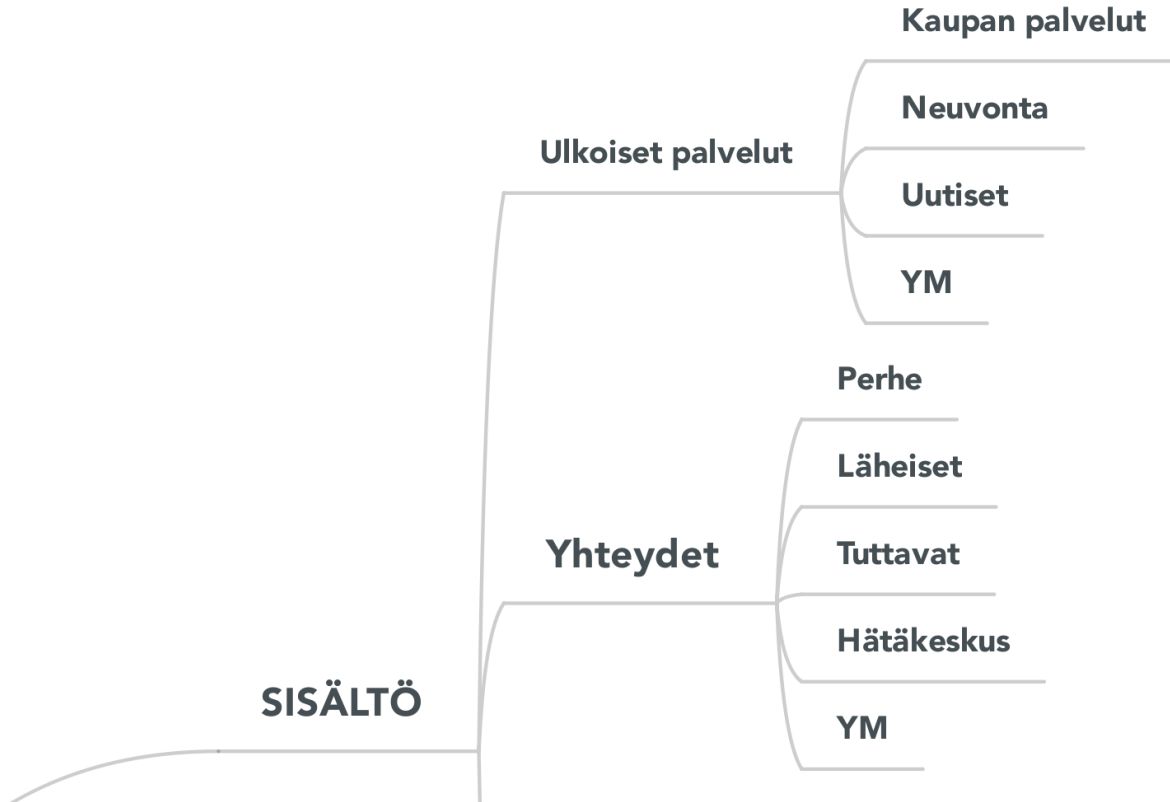 Kaupan palvelut
Neuvonta
Ulkoiset palvelut
Uutiset
YM
Perhe
Läheiset
Yhteydet
Tuttavat
Hätäkeskus
SISÄLTÖ
YM